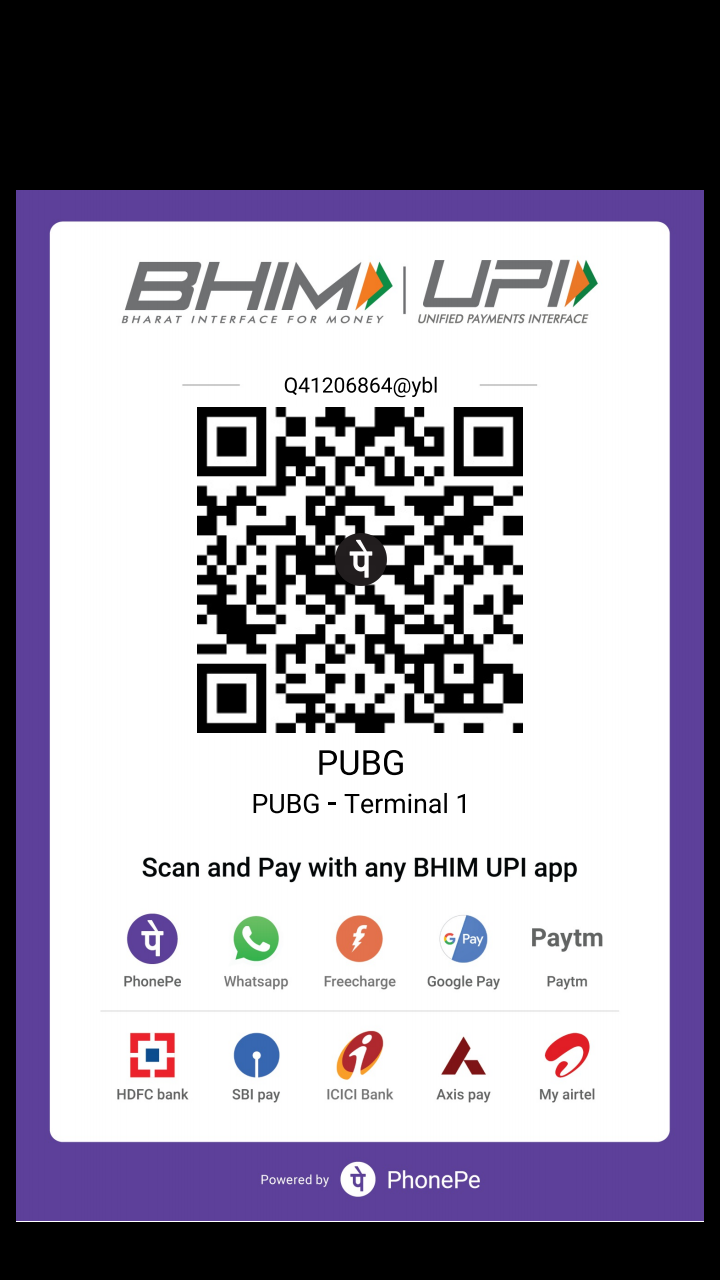 BHIM | UPI
BHARAT INTERFACE FOR MONEY UNIFIED PAYMENTS INTERFACE
Q41206864@ybl
पे
PUBG
PUBG - Terminal 1
Scan and Pay with any BHIM UPI app
पे G Pay Paytm
PhonePe Whatsapp Freecharge Google Pay Paytm
HDFC bank SBI pay ICICI Bank Axis pay My airtel
Powered by पे PhonePe